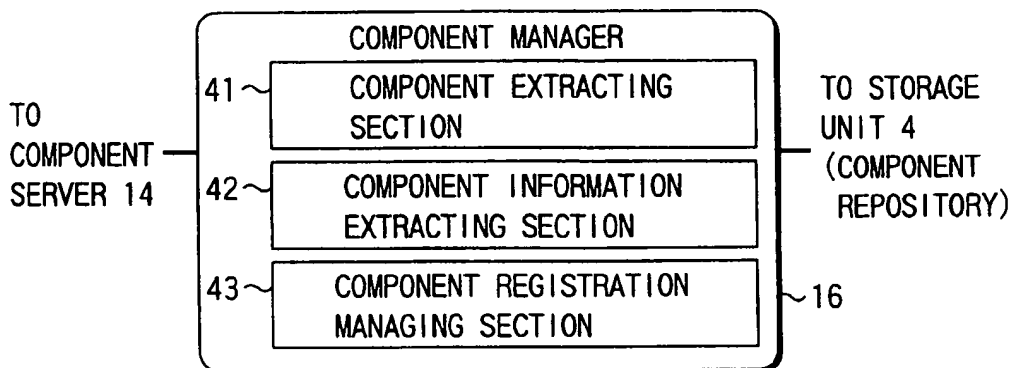 COMPONENT MANAGER
41
COMPONENT EXTRACTING
SECTION
TO
COMPONENT
SERVER 14
42
COMPONENT INFORMATION
EXTRACTING SECTION
43
COMPONENT REGISTRATION
MANAGING SECTION
TO STORAGE
UNIT 4
(COMPONENT
REPOSITORY)
16